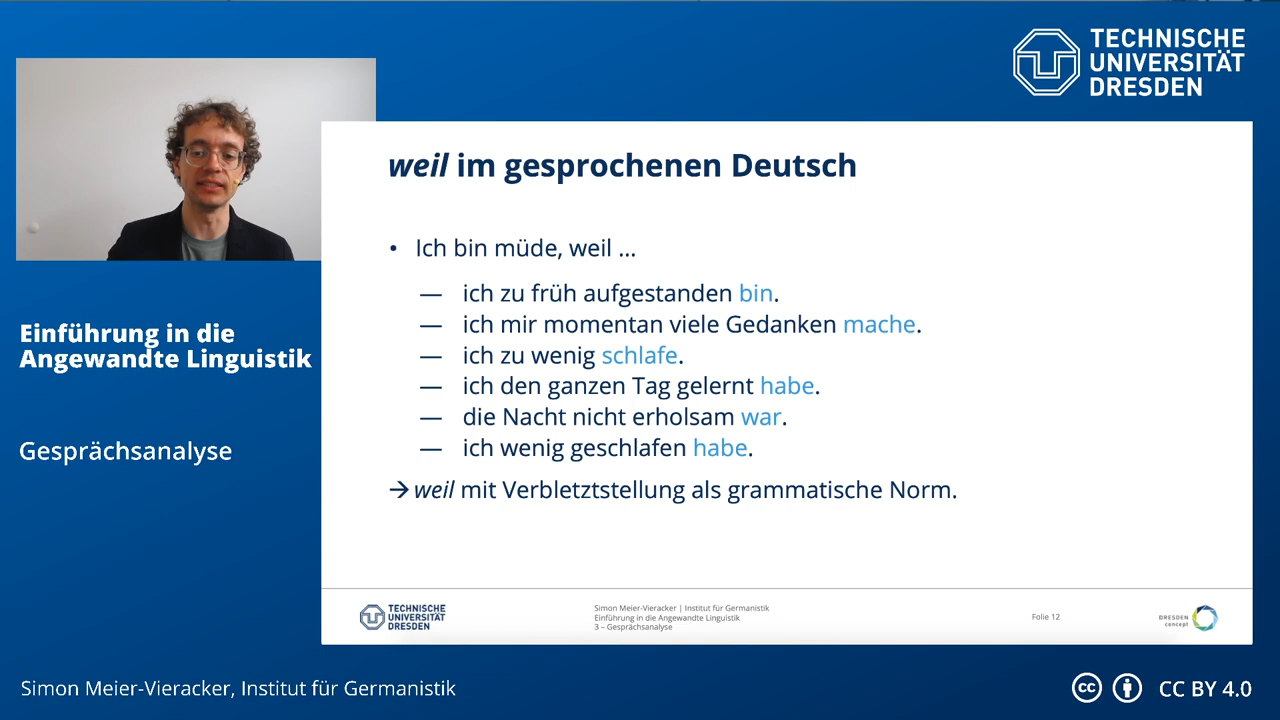 TECHNISCHE
UNIVERSITÄT
DRESDEN
weil im gesprochenen Deutsch
• Ich bin müde, weil ...
— ich zu früh aufgestanden bin.
— ich mir momentan viele Gedanken mache.
— ich zu wenig schlafe.
— ich den ganzen Tag gelernt habe.
— die Nacht nicht erholsam war.
— ich wenig geschlafen habe.
→ weil mit Verbletztstellung als grammatische Norm.
Einführung in die
Angewandte Linguistik
Gesprächsanalyse
TECHNISCHE
UNIVERSITÄT
DRESDEN
Simon Meier-Vieracker | Institut für Germanistik
Einführung in die Angewandte Linguistik
3 – Gesprächsanalyse
Folie 12
DRESDEN
concept
Simon Meier-Vieracker, Institut für Germanistik
cc
CC BY 4.0